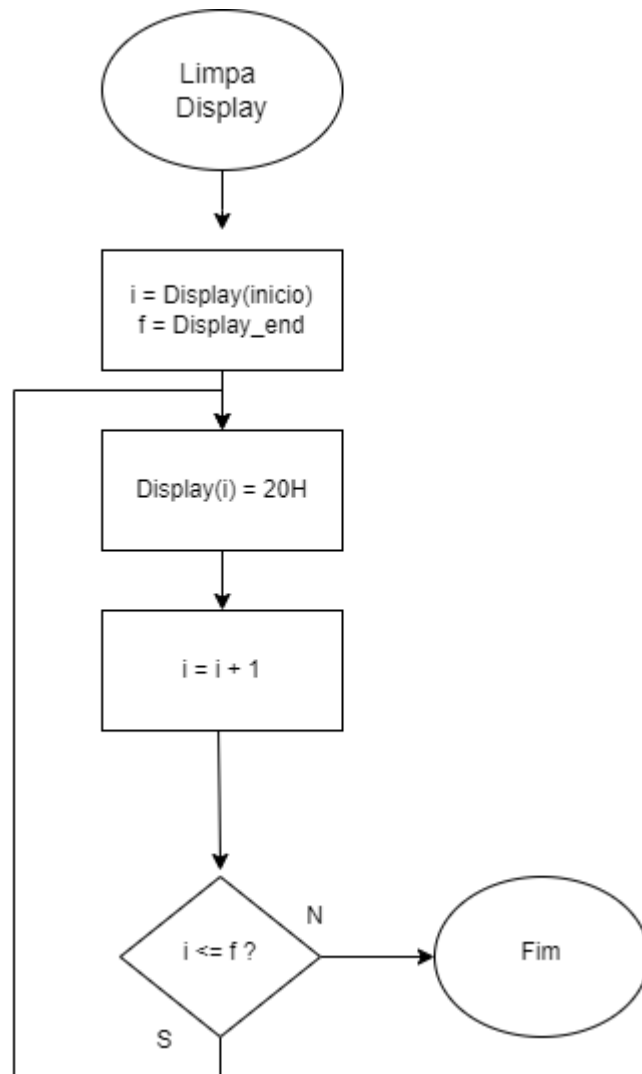 Limpa
Display
i = Display(inicio)
f = Display_end
Display(i) = 20H
i = i + 1
i <= f ?
N
Fim
S